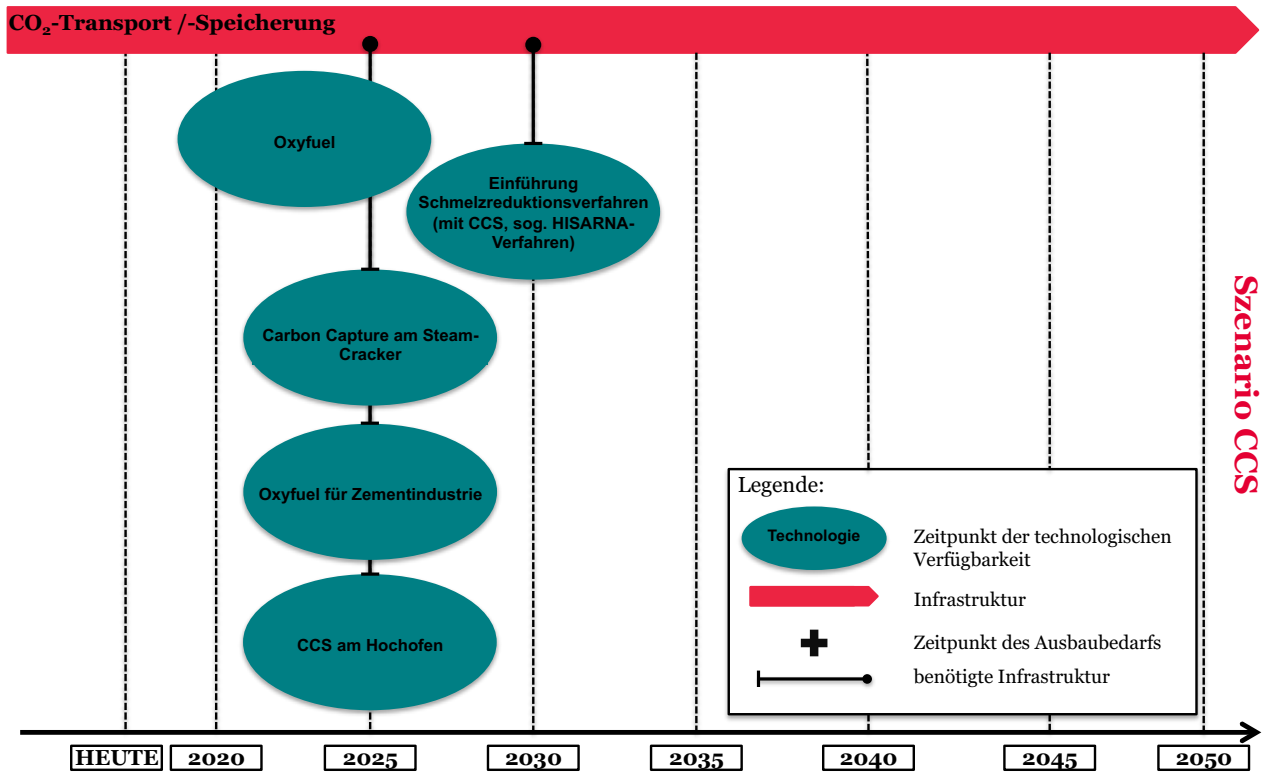 CO₂-Transport /-Speicherung
Oxyfuel
Einführung
Schmelzreduktionsverfahren
(mit CCS, sog. HISARNA-
Verfahren)
Carbon Capture am Steam-
Cracker
Oxyfuel für Zementindustrie
CCS am Hochofen
Szenario CCS
Legende:
Technologie
Zeitpunkt der technologischen
Verfügbarkeit
Infrastruktur
Zeitpunkt des Ausbaubedarfs
benötigte Infrastruktur
HEUTE
2020
2025
2030
2035
2040
2045
2050